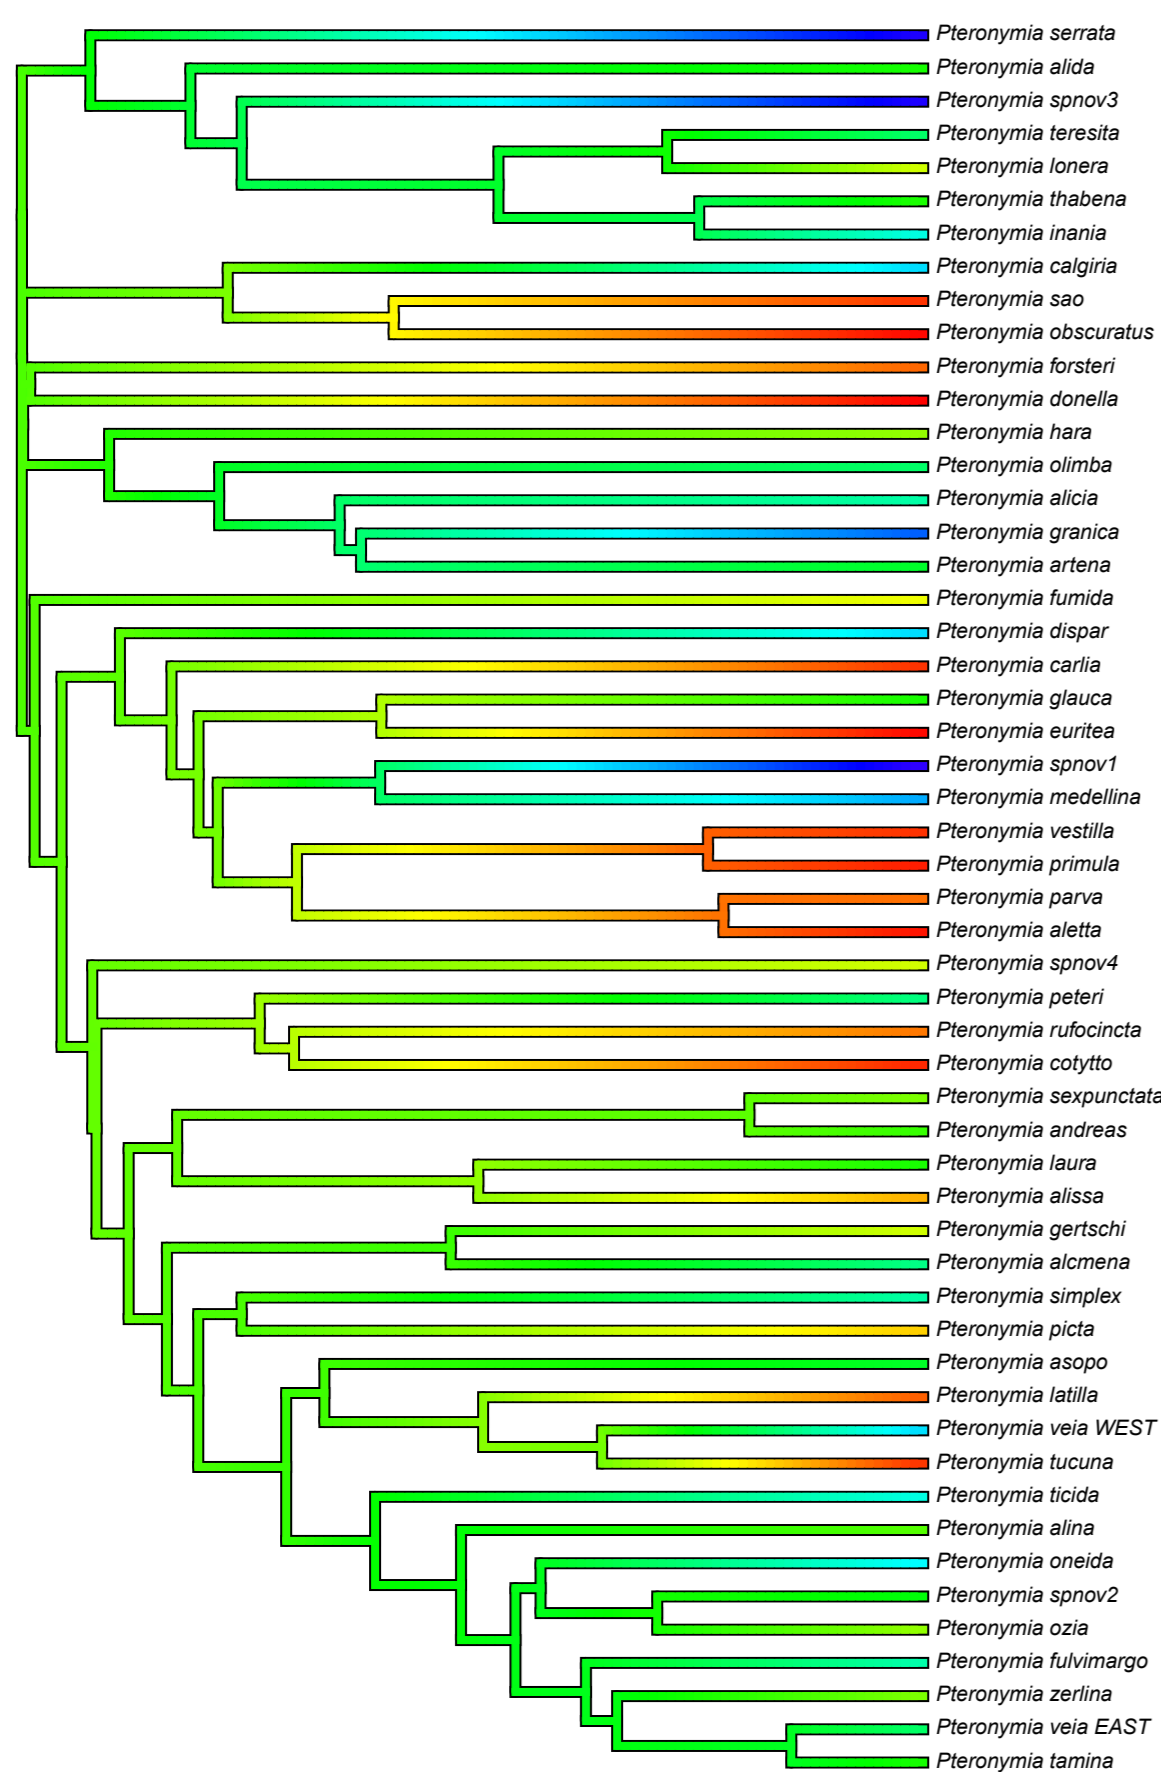 Pteronymia serrata
Pteronymia alida
Pteronymia spnov3
Pteronymia teresita
Pteronymia lonera
Pteronymia thabena
Pteronymia inania
Pteronymia calgiria
Pteronymia sao
Pteronymia obscuratus
Pteronymia forsteri
Pteronymia donella
Pteronymia hara
Pteronymia olimba
Pteronymia alicia
Pteronymia granica
Pteronymia artena
Pteronymia fumida
Pteronymia dispar
Pteronymia carlia
Pteronymia glauca
Pteronymia euritea
Pteronymia spnov1
Pteronymia medellina
Pteronymia vestilla
Pteronymia primula
Pteronymia parva
Pteronymia aletta
Pteronymia spnov4
Pteronymia peteri
Pteronymia rufocincta
Pteronymia cotytto
Pteronymia sexpunctata
Pteronymia andreas
Pteronymia laura
Pteronymia alissa
Pteronymia gertschi
Pteronymia alcmena
Pteronymia simplex
Pteronymia picta
Pteronymia asopo
Pteronymia latilla
Pteronymia veia WEST
Pteronymia tucuna
Pteronymia ticida
Pteronymia alina
Pteronymia oneida
Pteronymia spnov2
Pteronymia ozia
Pteronymia fulvimargo
Pteronymia zerlina
Pteronymia veia EAST
Pteronymia tamina